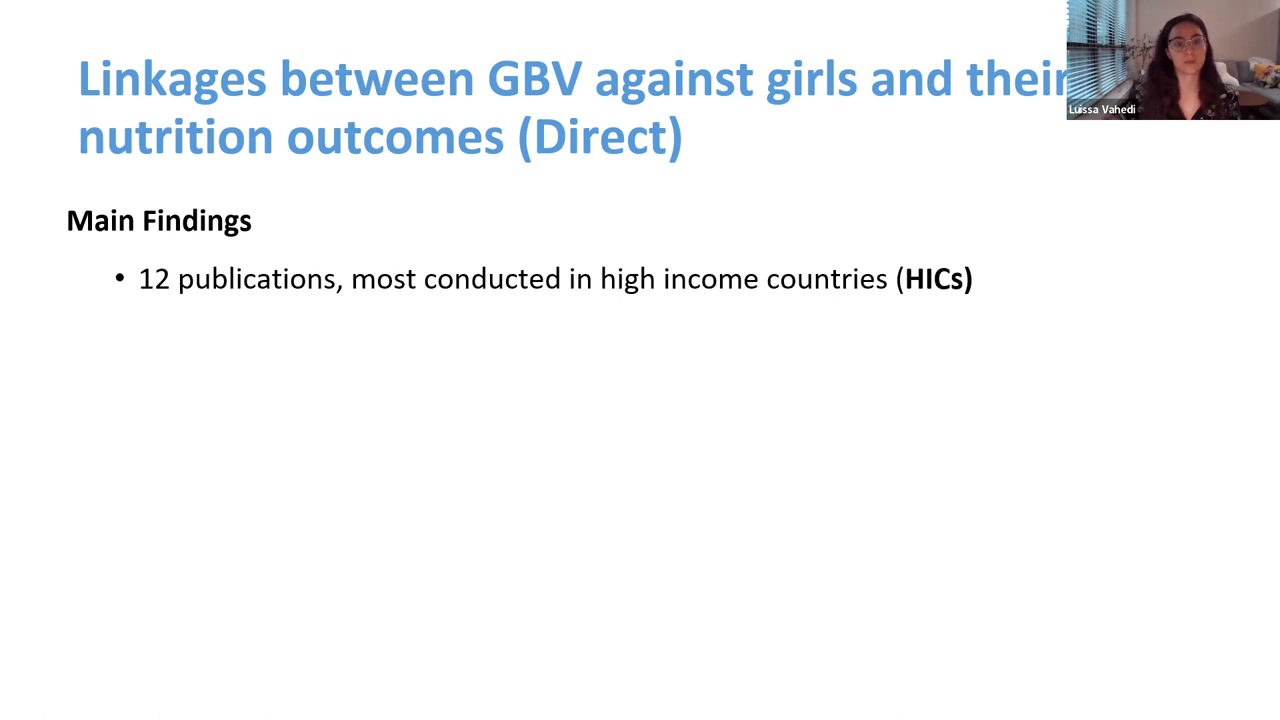 Linkages between GBV against girls and their
nutrition outcomes (Direct)
Luissa Vahedi
Main Findings
• 12 publications, most conducted in high income countries (HICs)